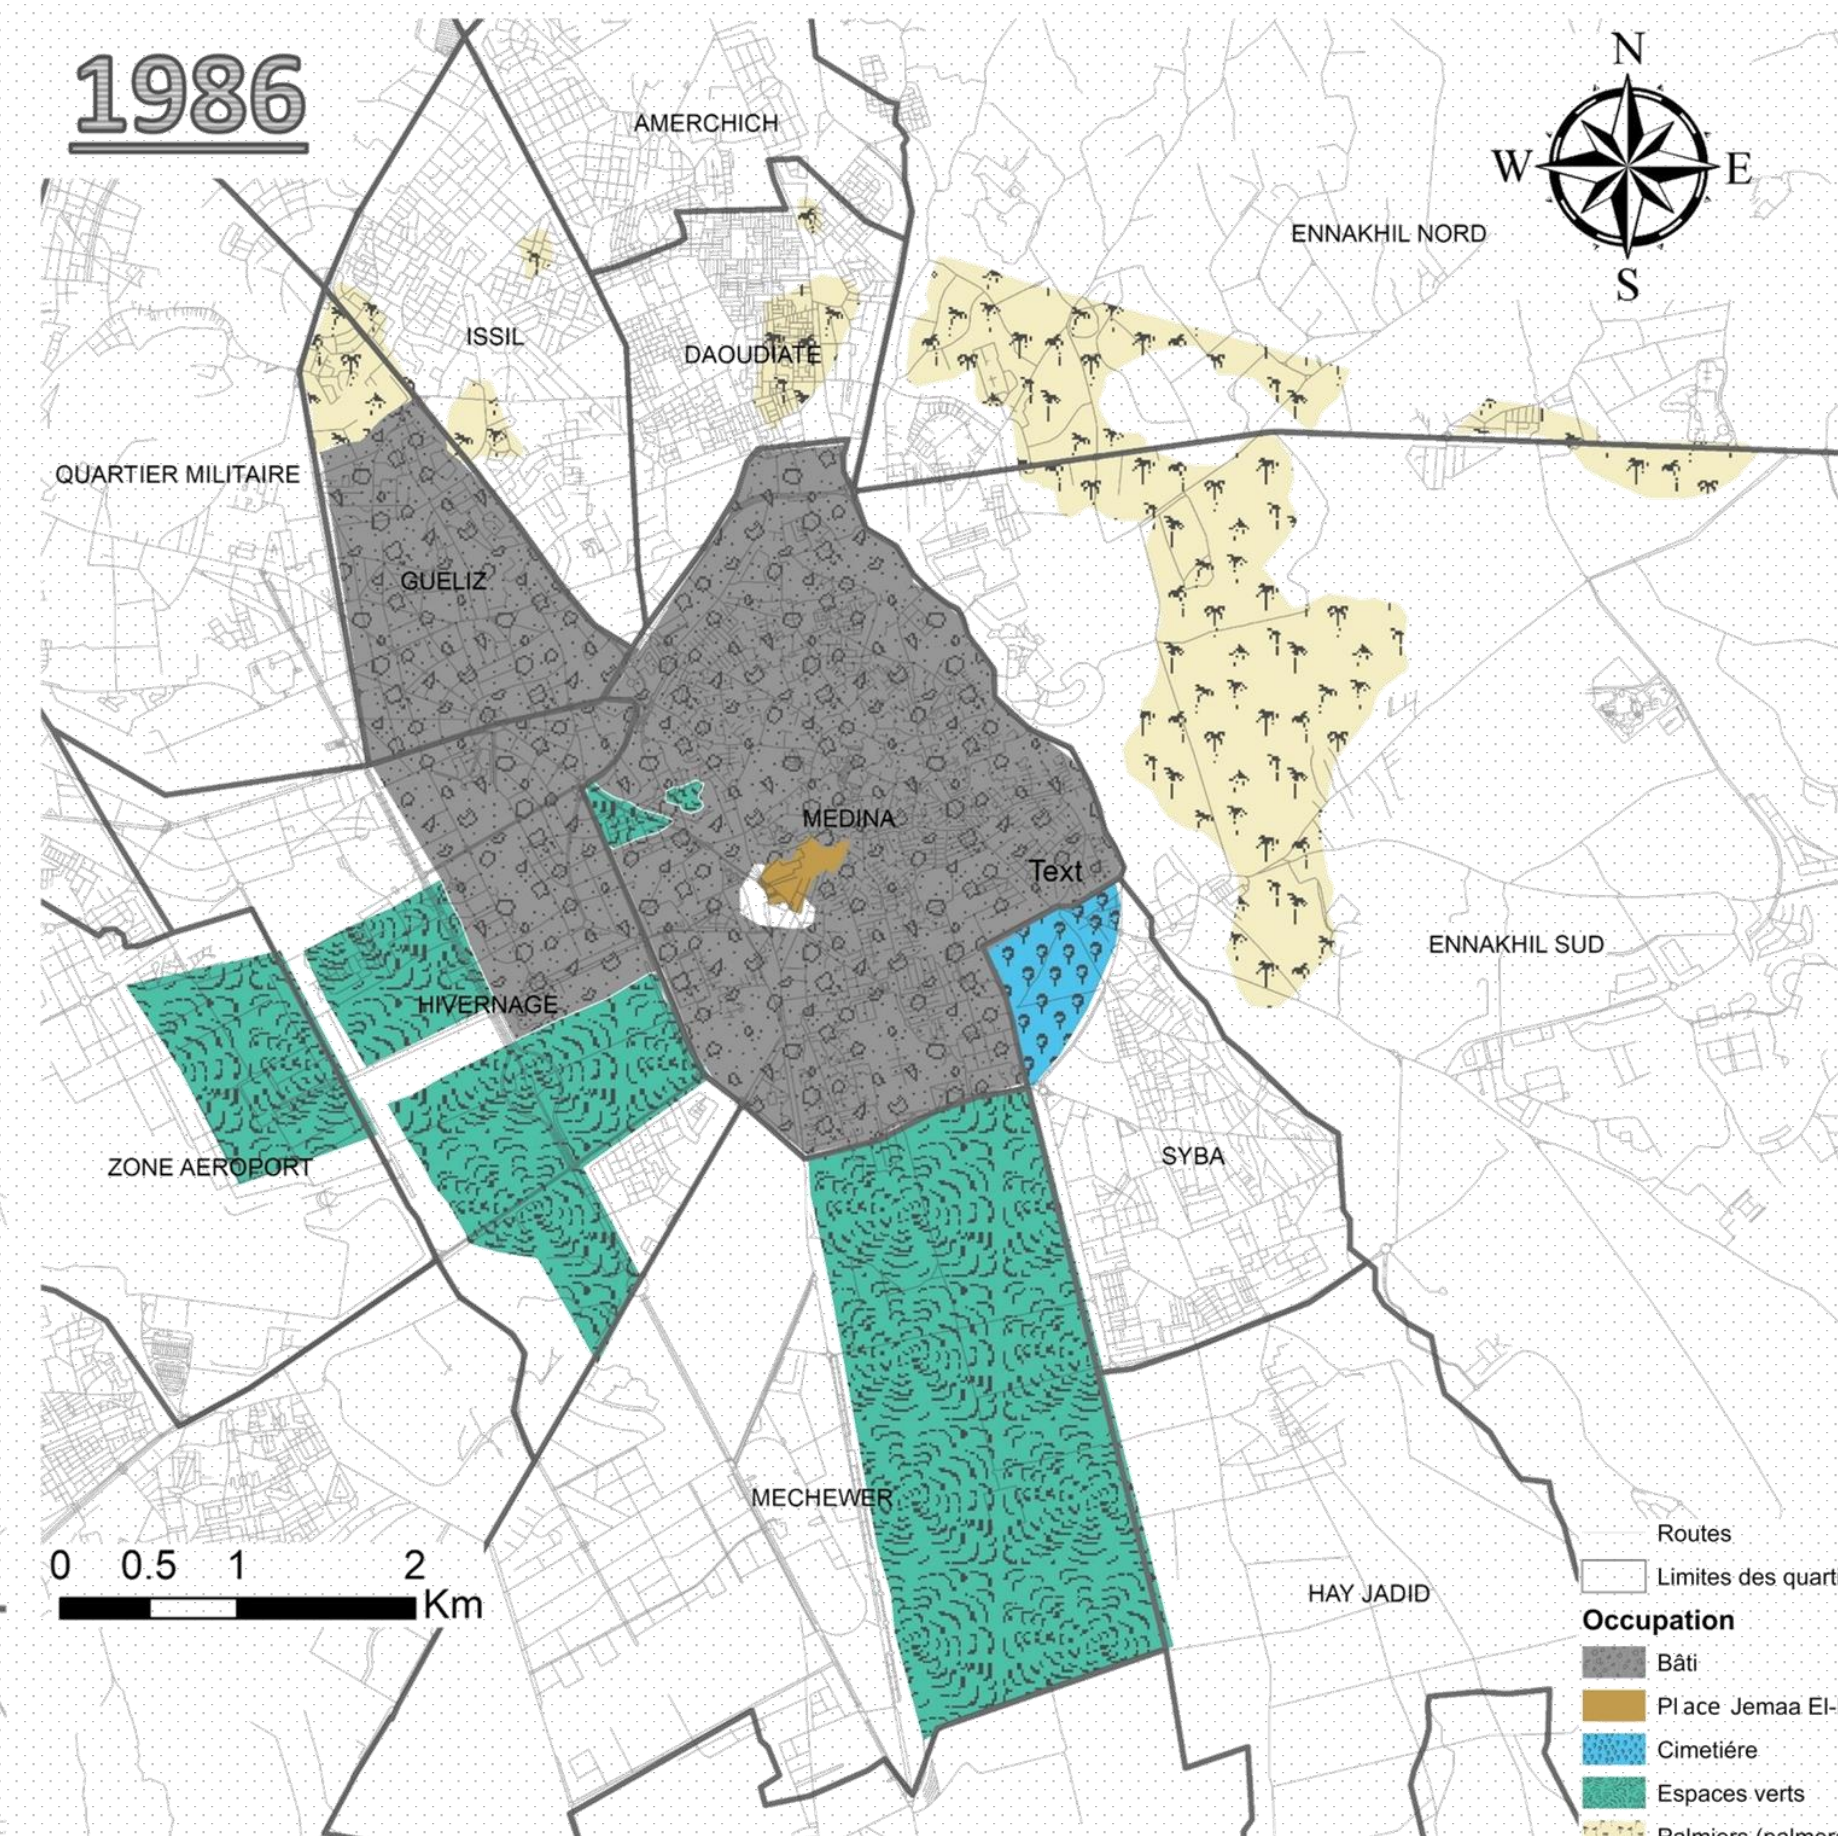 1986
N
W
E
S
AMERCHICH
ENNAKHIL NORD
ISSIL
DAOUDIATE
QUARTIER MILITAIRE
GUELIZ
MEDINA
Text
ENNAKHIL SUD
HIVERNAGE
ZONE AEROPORT
SYBA
MECHEWER
HAY JADID
0 0.5 1 2
Km
Routes
Limites des quarti
Occupation
Bâti
Pl ace Jemaa El-
Cimetiére
Espaces verts